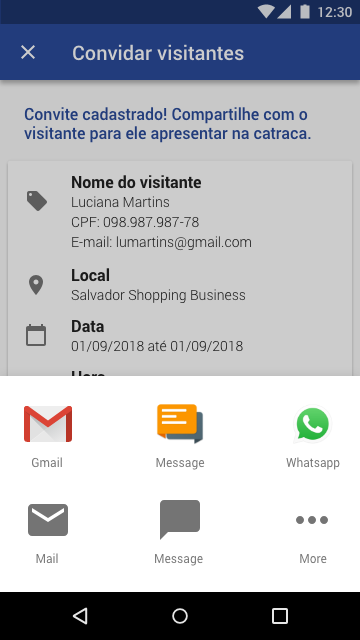 12:30
Convidar visitantes
Convite cadastrado! Compartilhe com o
visitante para ele apresentar na catraca.
Nome do visitante
Luciana Martins
CPF: 098.987.987-78
E-mail: lumartins@gmail.com
Local
Salvador Shopping Business
Data
01/09/2018 até 01/09/2018
Gmail
Message
Whatsapp
Mail
Message
More